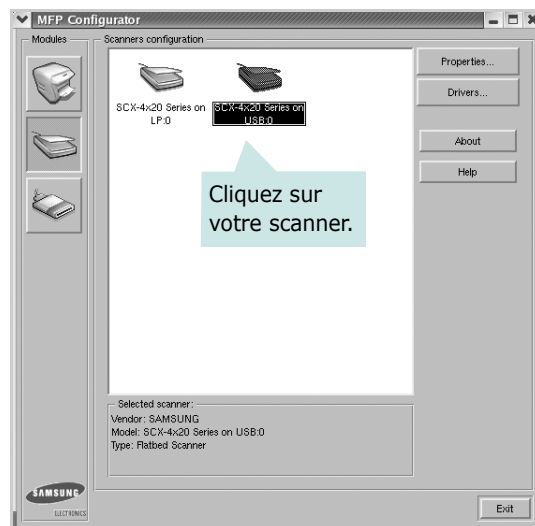 MFP Configurator
Modules
Scanners configuration
SCX-4x20 Series on
LP:0
SCX-4x20 Series on
USB:0
Cliquez sur
votre scanner.
Properties...
Drivers...
About
Help
Selected scanner:
Vendor: SAMSUNG
Model: SCX-4x20 Series on USB:0
Type: Flatbed Scanner
SAMSUNG
ELECTRONICS
Exit